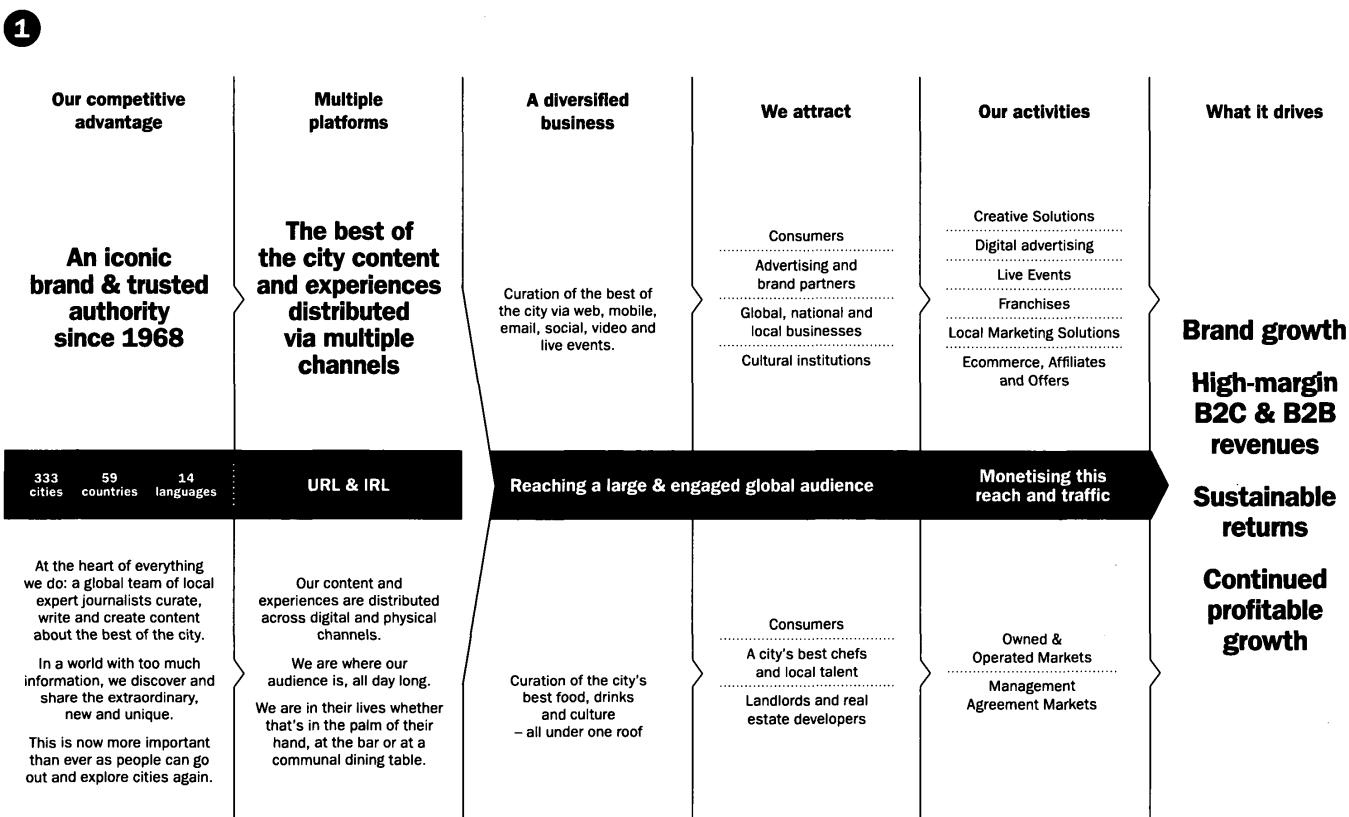 1
Our competitive
advantage
An iconic
brand & trusted
authority
since 1968
333
cities
59
countries
14
languages
At the heart of everything
we do: a global team of local
expert journalists curate,
write and create content
about the best of the city.
In a world with too much
information, we discover and
share the extraordinary,
new and unique.
This is now more important
than ever as people can go
out and explore cities again.
Multiple
platforms
The best of
the city content
and experiences
distributed
via multiple
channels
URL & IRL
Our content and
experiences are distributed
across digital and physical
channels.
We are where our
audience is, all day long.
We are in their lives whether
that's in the palm of their
hand, at the bar or at a
communal dining table.
A diversified
business
Curation of the best of
the city via web, mobile,
email, social, video and
live events.
Reaching a large & engaged global audience
Curation of the city's
best food, drinks
and culture
– all under one roof
We attract
Consumers
Advertising and
brand partners
Global, national and
local businesses
Cultural institutions
Consumers
A city's best chefs
and local talent
Landlords and real
estate developers
Our activities
Creative Solutions
Digital advertising
Live Events
Franchises
Local Marketing Solutions
Ecommerce, Affiliates
and Offers
Monetising this
reach and traffic
Owned &
Operated Markets
Management
Agreement Markets
What it drives
Brand growth
High-margin
B2C & B2B
revenues
Sustainable
returns
Continued
profitable
growth